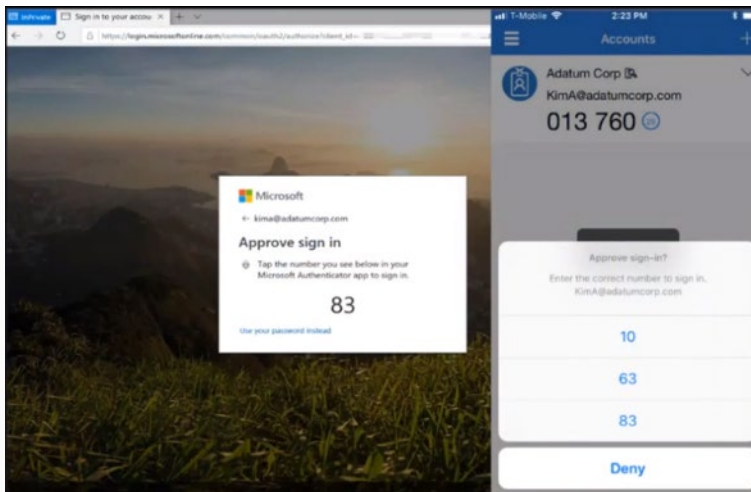 InPrivate
Sign in to your accou
https://login.microsoftonline.com/common/oauth2/authorize?client_id=
Microsoft
kima@adatumcorp.com
Approve sign in
Tap the number you see below in your
Microsoft Authenticator app to sign in.
83
Use your password instead
T-Mobile 2:23 PM
Accounts
Adatum Corp
KimA@adatumcorp.com
013 760
Approve sign-in?
Enter the correct number to sign in.
KimA@adatumcorp.com
10
63
83
Deny